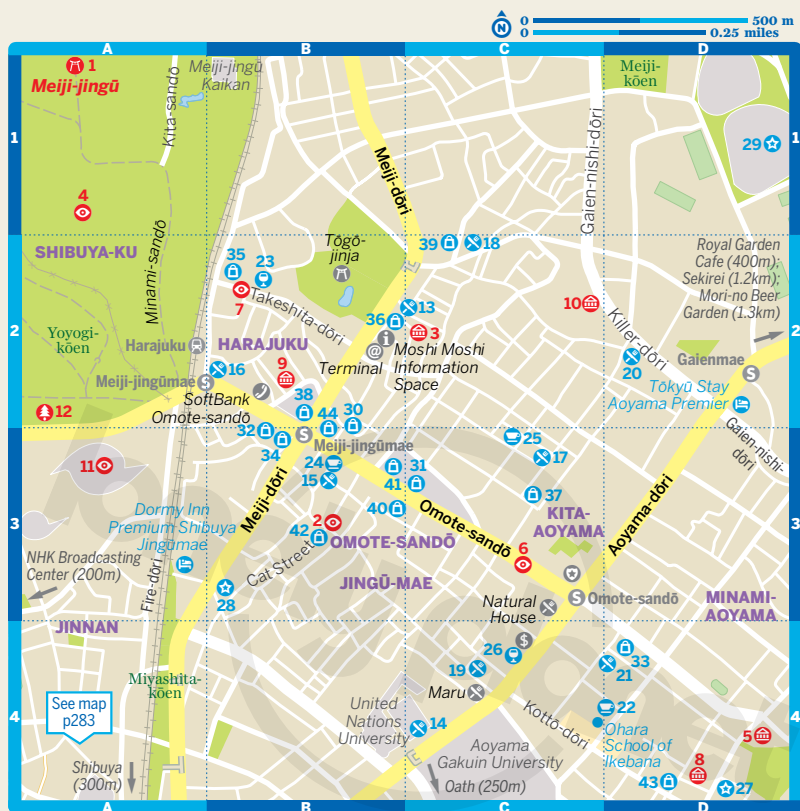 N
0 500 m
0 0.25 miles
A B C D
1 Meiji-jingū
Kita-sandō
Meiji-jingū
Kaikan
Meiji-
kōen
1
1
29
Meiji-dōri
Gaien-nishi-dōri
4
SHIBUYA-KU
Minami-sandō
35
23
7
Takeshita-dōri
Tōgō-
jinja
39
18
Royal Garden
Cafe (400m);
Sekirei (1.2km);
Mori-no Beer
Garden (1.3km)
10
Killer-dōri
13
36
3
2
2
Yoyogi-
kōen
Harajuku
HARAJUKU
@
Terminal
Moshi Moshi
Information
Space
20
Gaienmae
Meiji-jingūmae
16
9
SoftBank
Omote-sandō
38
44
30
Tōkyū Stay
Aoyama Premier
12
32
34
Meiji-jingūmae
25
17
Gaien-nishi-
dōri
11
24
15
31
41
37
40
Meiji-dōri
Omote-sandō
KITA-
AOYAMA
Aoyama-dōri
3
3
Dormy Inn
Premium Shibuya
Jingūmae
2
42
OMOTE-SANDŌ
6
NHK Broadcasting
Center (200m)
Fire-dōri
Cat Street
JINGŪ-MAE
28
Natural
House
Omote-sandō
MINAMI-
AOYAMA
JINNAN
26
33
21
19
Miyashita-
kōen
Maru
See map
p283
United
Nations
University
14
Kottō-dōri
22
Ohara
School of
Ikebana
5
4
4
Aoyama
Gakuin University
8
43
27
Shibuya
(300m)
Oath (250m)
A B C D